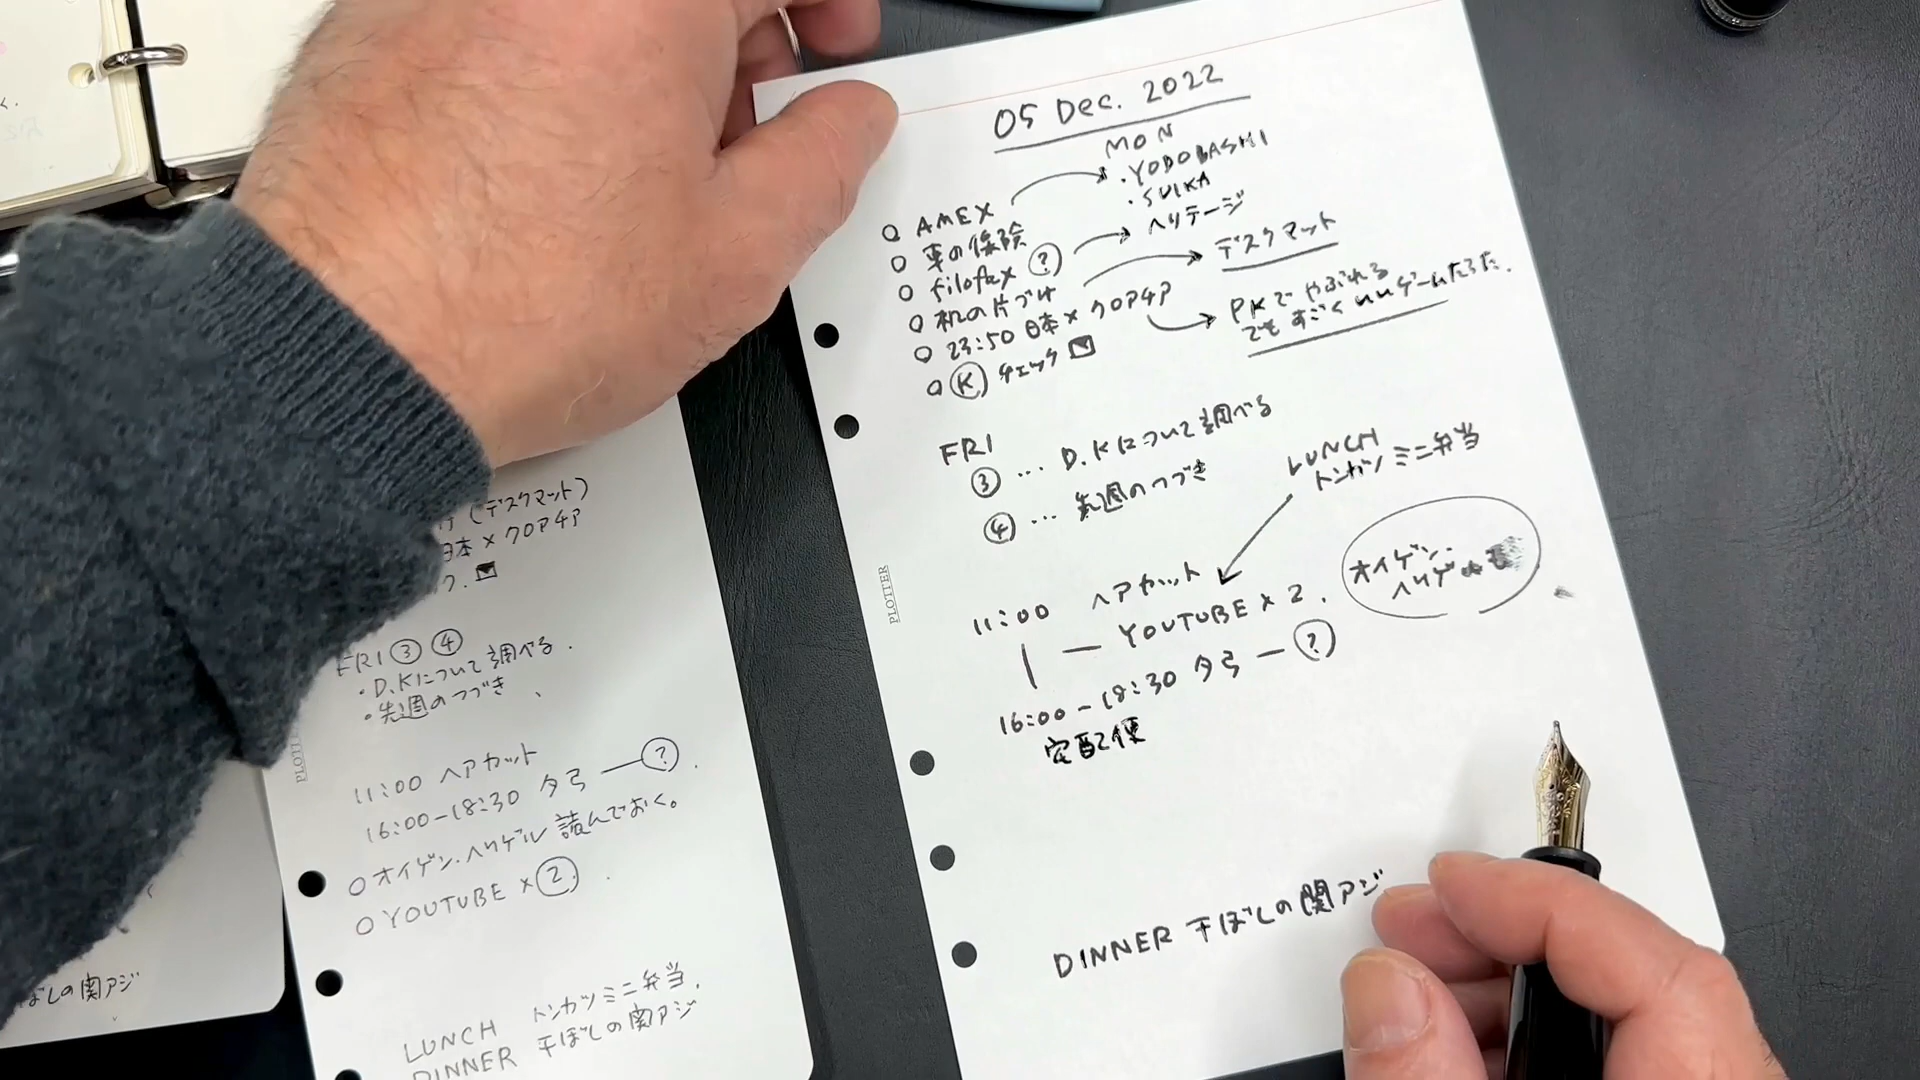 05 Dec. 2022
MON
O AMEX
・YODOBASHI
・SUIKA
O 車の保険
O filofax ?
ヘリテージ
O 机の片づけ
デスクマット
O 23:50 日本×クロアチア
PKでやぶれる
でもすごくいいゲームだった.
O K チェック
FRI
③ … D.Kについて調べる
④ … 先週のつづき
LUNCH
トンカツミニ弁当
11:00 ヘアカット
YOUTUBE × 2.
オイゲン.
ヘリゲ
16:00-18:30 夕弓 — ?
宅配便
DINNER 干ぼしの関アジ
PLOTTER
(デスクマット)
日本×クロアチア
ク.
FRI ③ ④
・D.Kについて調べる.
・先週のつづき
11:00 ヘアカット
16:00-18:30 夕弓 — ?
O オイゲン.ヘリゲル 読んでおく。
O YOUTUBE × 2.
LUNCH トンカツミニ弁当.
DINNER 干ぼしの関アジ
ぼしの関アジ